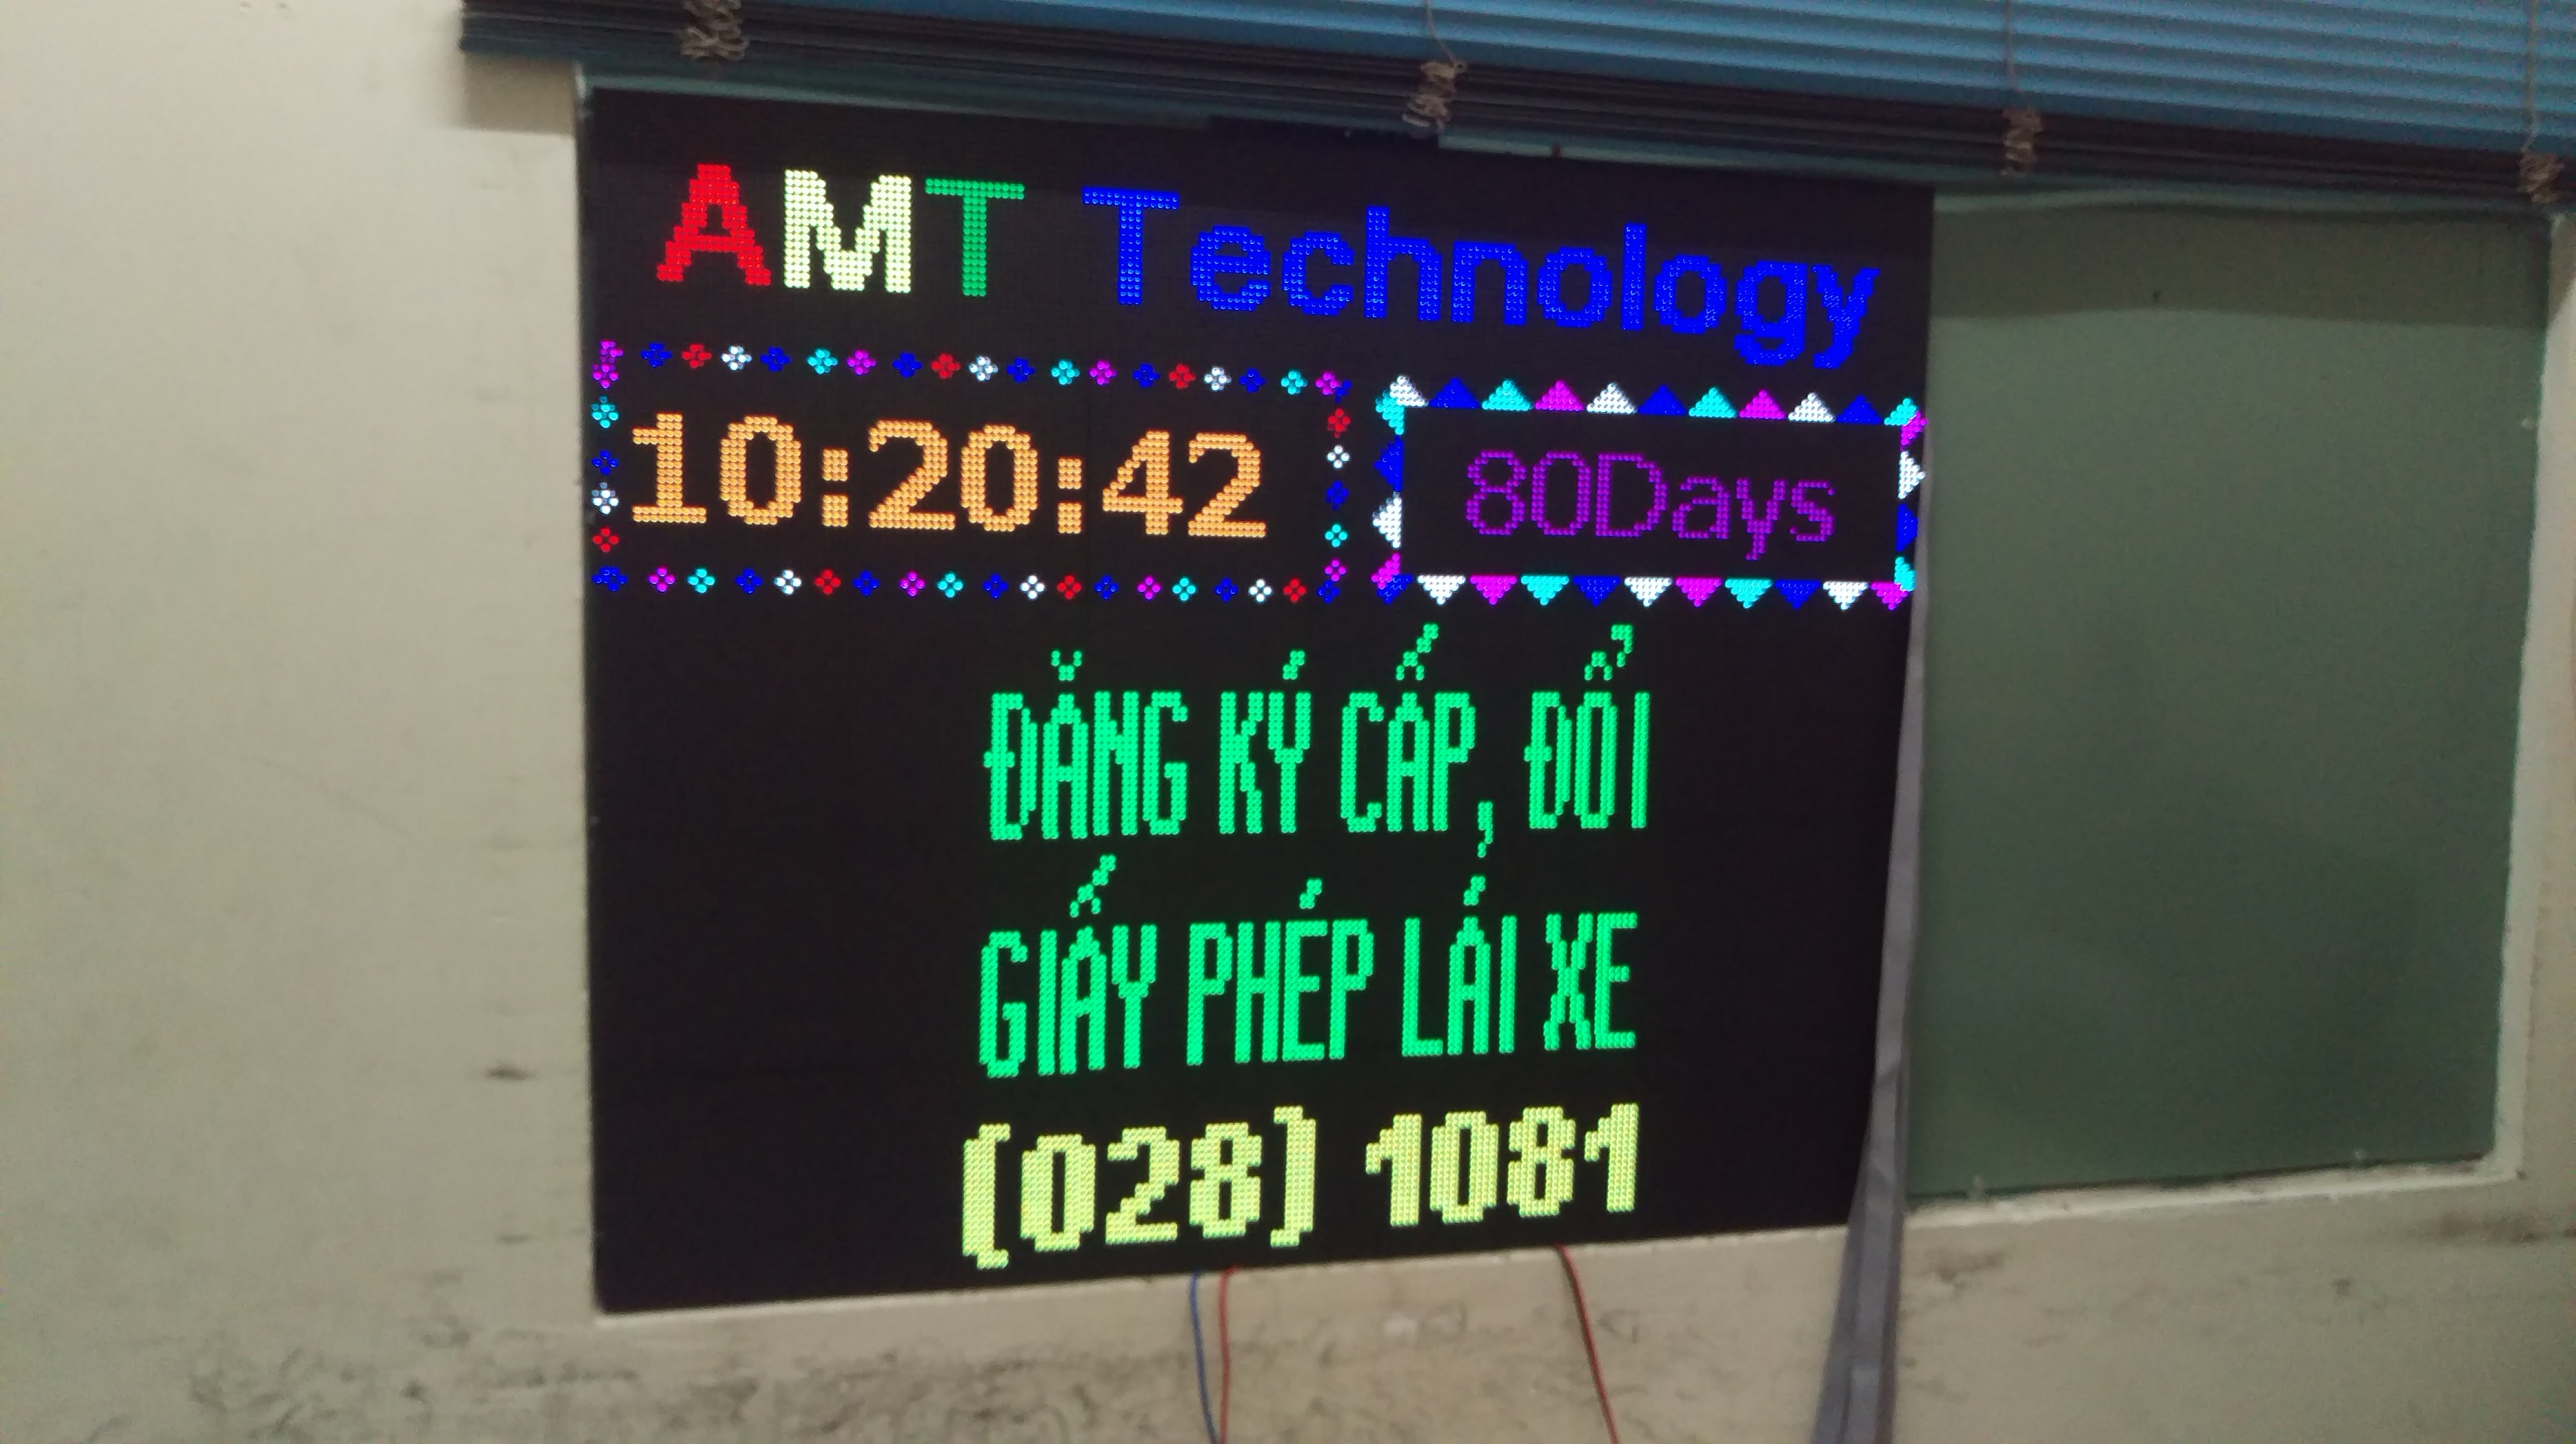 AMT Technology
10:20:42
80Days
ĐĂNG KÝ CẤP, ĐỔI
GIẤY PHÉP LÁI XE
(028) 1081